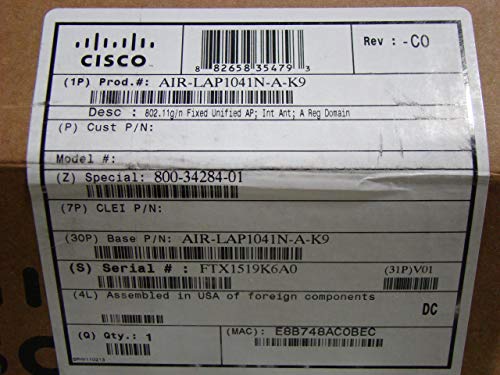 CISCO
8 82658 35479 3
Rev : -C0
(1P) Prod.#: AIR-LAP1041N-A-K9
Desc : 802.11g/n Fixed Unified AP; Int Ant; A Reg Domain
(P) Cust P/N:
Model #:
(Z) Special: 800-34284-01
(7P) CLEI P/N:
(30P) Base P/N: AIR-LAP1041N-A-K9
(S) Serial # : FTX1519K6A0
(31P)V01
(4L) Assembled in USA of foreign components
DC
(Q) Qty.: 1
(MAC): E8B748AC0BEC